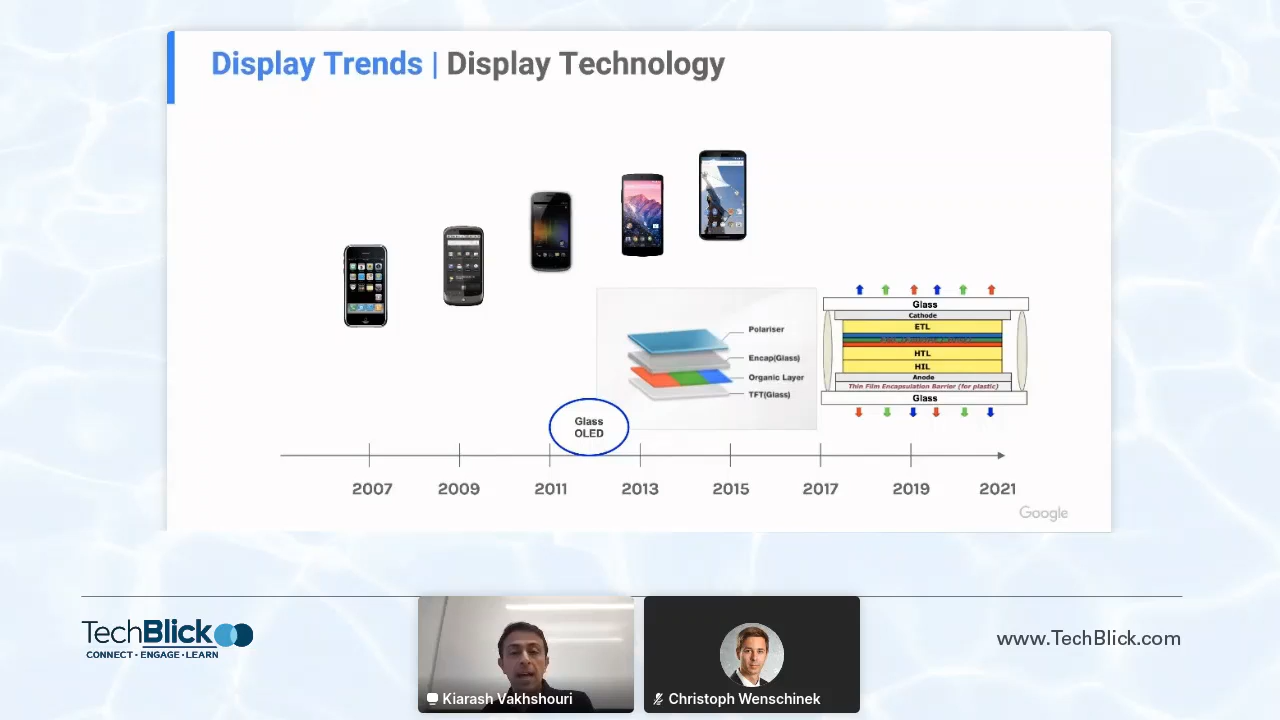 Display Trends | Display Technology
Polariser
Encap(Glass)
Organic Layer
TFT(Glass)
Glass
Cathode
ETL
HTL
HIL
Anode
Thin Film Encapsulation Barrier (for plastic)
Glass
Glass
OLED
2007
2009
2011
2013
2015
2017
2019
2021
Google
TechBlick
CONNECT · ENGAGE · LEARN
Kiarash Vakhshouri
Christoph Wenschinek
www.TechBlick.com